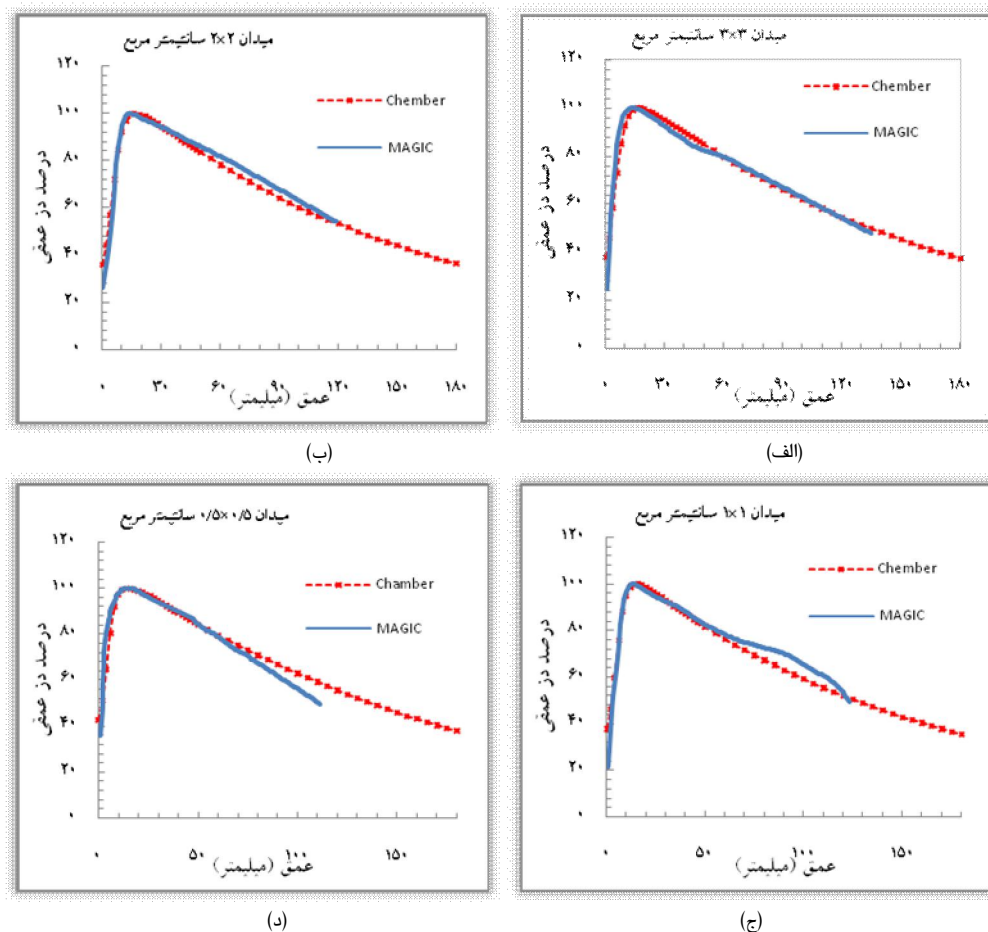 میدان ۳×۳ سانتیمتر مربع
Chember
MAGIC
درصد دز عمقی
۱۲۰
۱۰۰
۸۰
۶۰
۴۰
۲۰
۰
۰ ۳۰ ۶۰ ۹۰ ۱۲۰ ۱۵۰ ۱۸۰
عمق (میلیمتر)
(الف)
میدان ۲×۲ سانتیمتر مربع
Chember
MAGIC
درصد دز عمقی
۱۲۰
۱۰۰
۸۰
۶۰
۴۰
۲۰
۰
۰ ۳۰ ۶۰ ۹۰ ۱۲۰ ۱۵۰ ۱۸۰
عمق (میلیمتر)
(ب)
میدان ۱×۱ سانتیمتر مربع
Chember
MAGIC
درصد دز عمقی
۱۲۰
۱۰۰
۸۰
۶۰
۴۰
۲۰
۰
۰ ۵۰ ۱۰۰ ۱۵۰
عمق (میلیمتر)
(ج)
میدان ۰/۵×۰/۵ سانتیمتر مربع
Chamber
MAGIC
درصد دز عمقی
۱۲۰
۱۰۰
۸۰
۶۰
۴۰
۲۰
۰
۰ ۵۰ ۱۰۰ ۱۵۰
عمق (میلیمتر)
(د)